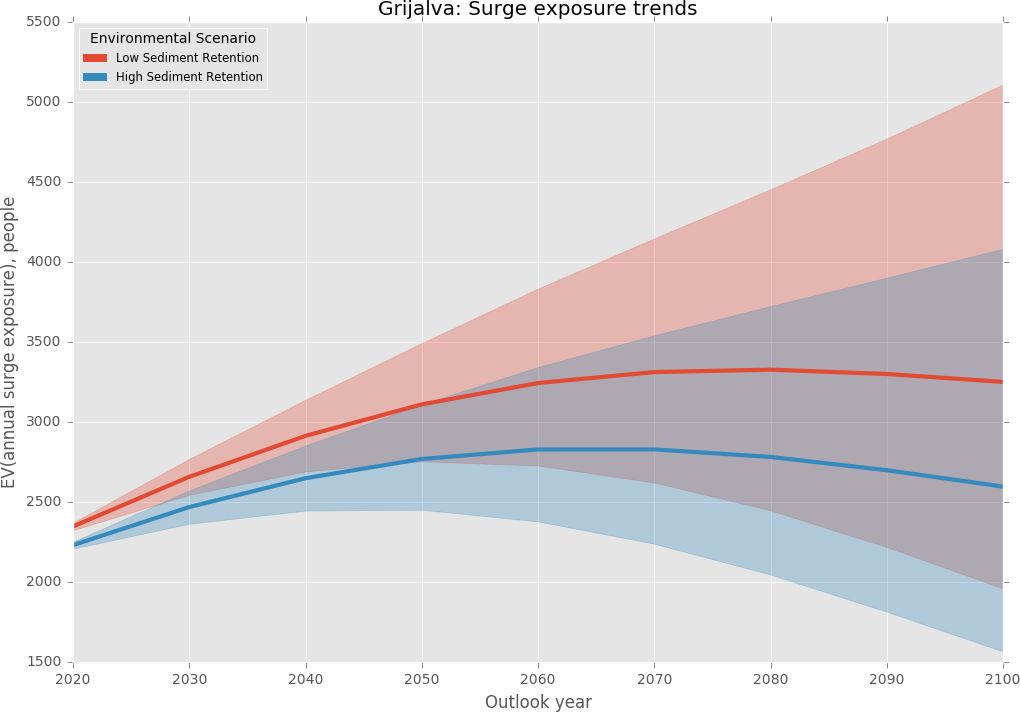 Grijalva: Surge exposure trends
Environmental Scenario
Low Sediment Retention
High Sediment Retention
EV(annual surge exposure), people
5500
5000
4500
4000
3500
3000
2500
2000
1500
2020 2030 2040 2050 2060 2070 2080 2090 2100
Outlook year